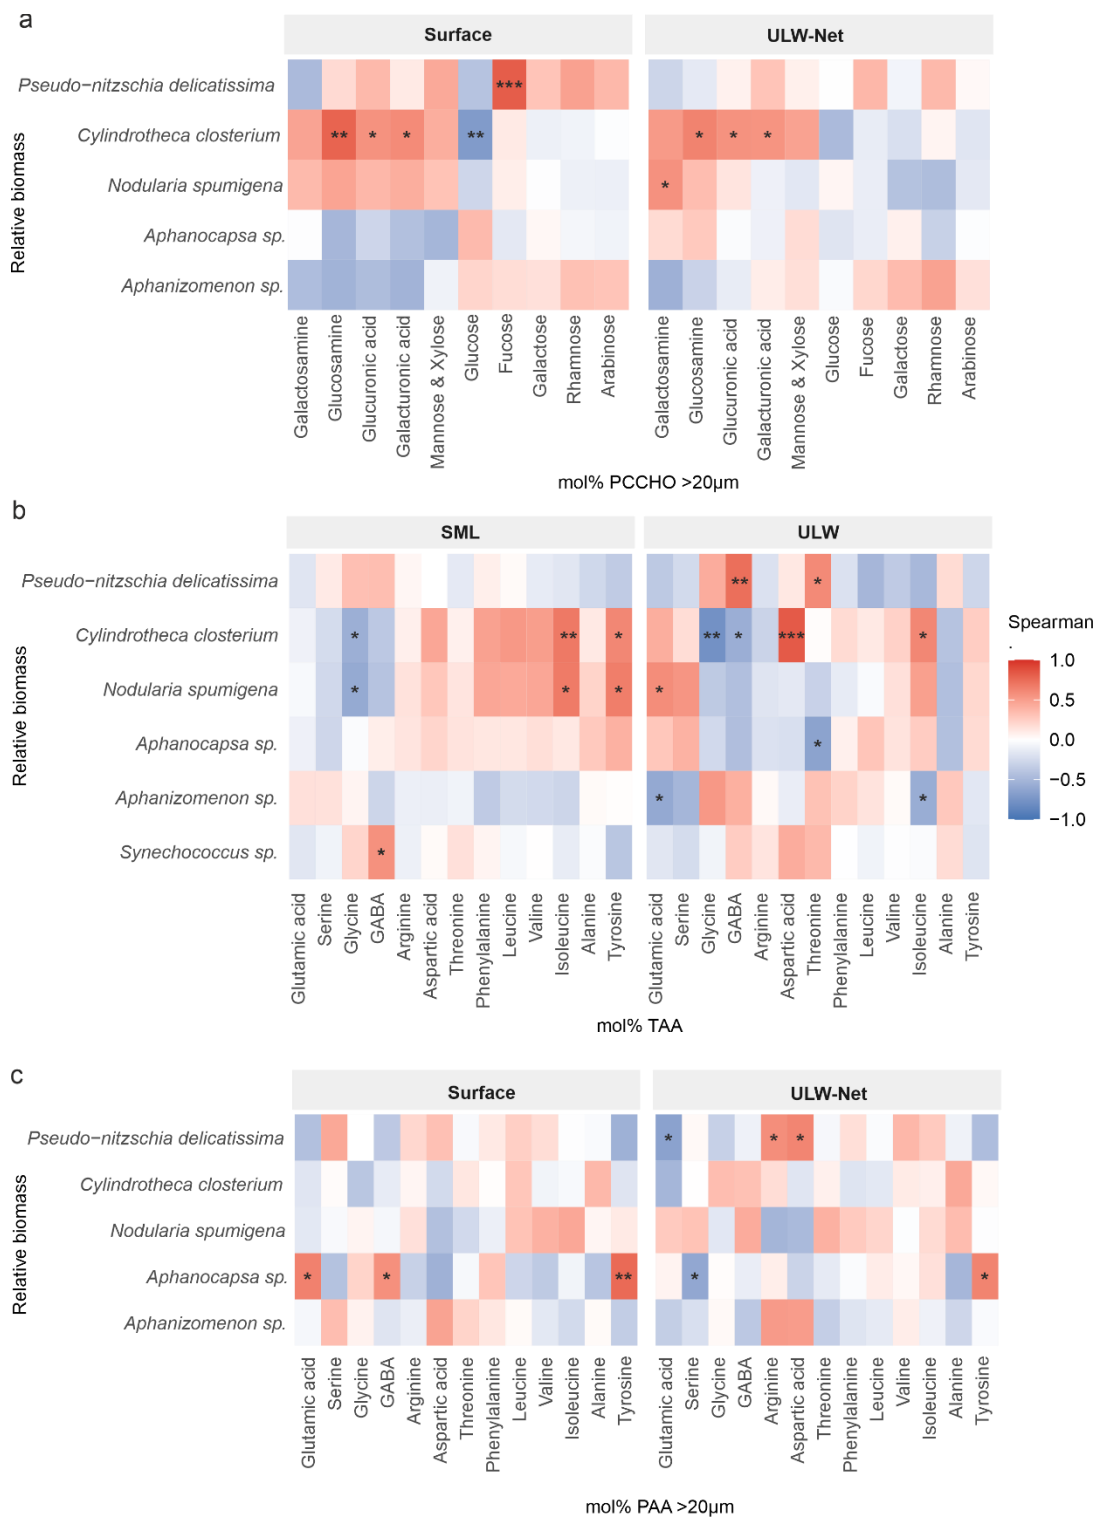 a
Surface
ULW-Net
Relative biomass
Pseudo−nitzschia delicatissima
***
Cylindrotheca closterium
** * * ** * * *
Nodularia spumigena
*
Aphanocapsa sp.
Aphanizomenon sp.
Galactosamine
Glucosamine
Glucuronic acid
Galacturonic acid
Mannose & Xylose
Glucose
Fucose
Galactose
Rhamnose
Arabinose
Galactosamine
Glucosamine
Glucuronic acid
Galacturonic acid
Mannose & Xylose
Glucose
Fucose
Galactose
Rhamnose
Arabinose
mol% PCCHO >20µm
b
SML
ULW
Relative biomass
Pseudo−nitzschia delicatissima
** *
Cylindrotheca closterium
* ** * ** * *** *
Nodularia spumigena
* * * *
Aphanocapsa sp.
*
Aphanizomenon sp.
* *
Synechococcus sp.
*
Glutamic acid
Serine
Glycine
GABA
Arginine
Aspartic acid
Threonine
Phenylalanine
Leucine
Valine
Isoleucine
Alanine
Tyrosine
Glutamic acid
Serine
Glycine
GABA
Arginine
Aspartic acid
Threonine
Phenylalanine
Leucine
Valine
Isoleucine
Alanine
Tyrosine
mol% TAA
Spearman
.
1.0
0.5
0.0
−0.5
−1.0
c
Surface
ULW-Net
Relative biomass
Pseudo−nitzschia delicatissima
* * *
Cylindrotheca closterium
Nodularia spumigena
Aphanocapsa sp.
* * ** * *
Aphanizomenon sp.
Glutamic acid
Serine
Glycine
GABA
Arginine
Aspartic acid
Threonine
Phenylalanine
Leucine
Valine
Isoleucine
Alanine
Tyrosine
Glutamic acid
Serine
Glycine
GABA
Arginine
Aspartic acid
Threonine
Phenylalanine
Leucine
Valine
Isoleucine
Alanine
Tyrosine
mol% PAA >20µm